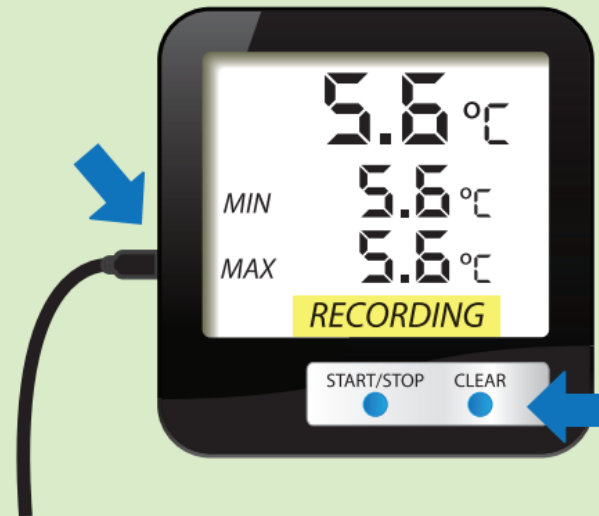 5.6 °C
MIN 5.6 °C
MAX 5.6 °C
RECORDING
START/STOP CLEAR